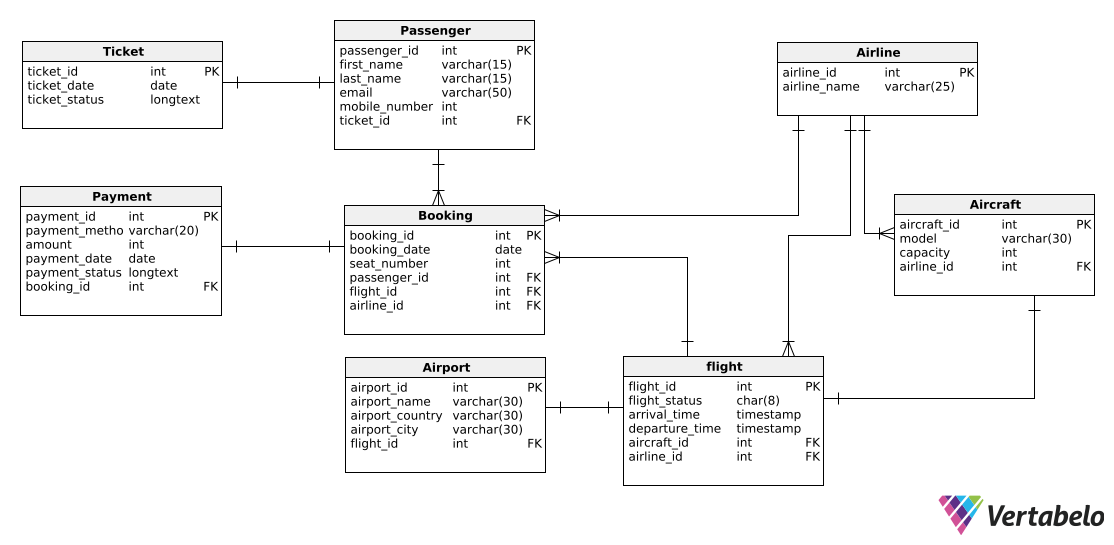 Ticket
ticket_id int PK
ticket_date date
ticket_status longtext
Passenger
passenger_id int PK
first_name varchar(15)
last_name varchar(15)
email varchar(50)
mobile_number int
ticket_id int FK
Airline
airline_id int PK
airline_name varchar(25)
Payment
payment_id int PK
payment_metho varchar(20)
amount int
payment_date date
payment_status longtext
booking_id int FK
Booking
booking_id int PK
booking_date date
seat_number int
passenger_id int FK
flight_id int FK
airline_id int FK
Aircraft
aircraft_id int PK
model varchar(30)
capacity int
airline_id int FK
Airport
airport_id int PK
airport_name varchar(30)
airport_country varchar(30)
airport_city varchar(30)
flight_id int FK
flight
flight_id int PK
flight_status char(8)
arrival_time timestamp
departure_time timestamp
aircraft_id int FK
airline_id int FK
Vertabelo